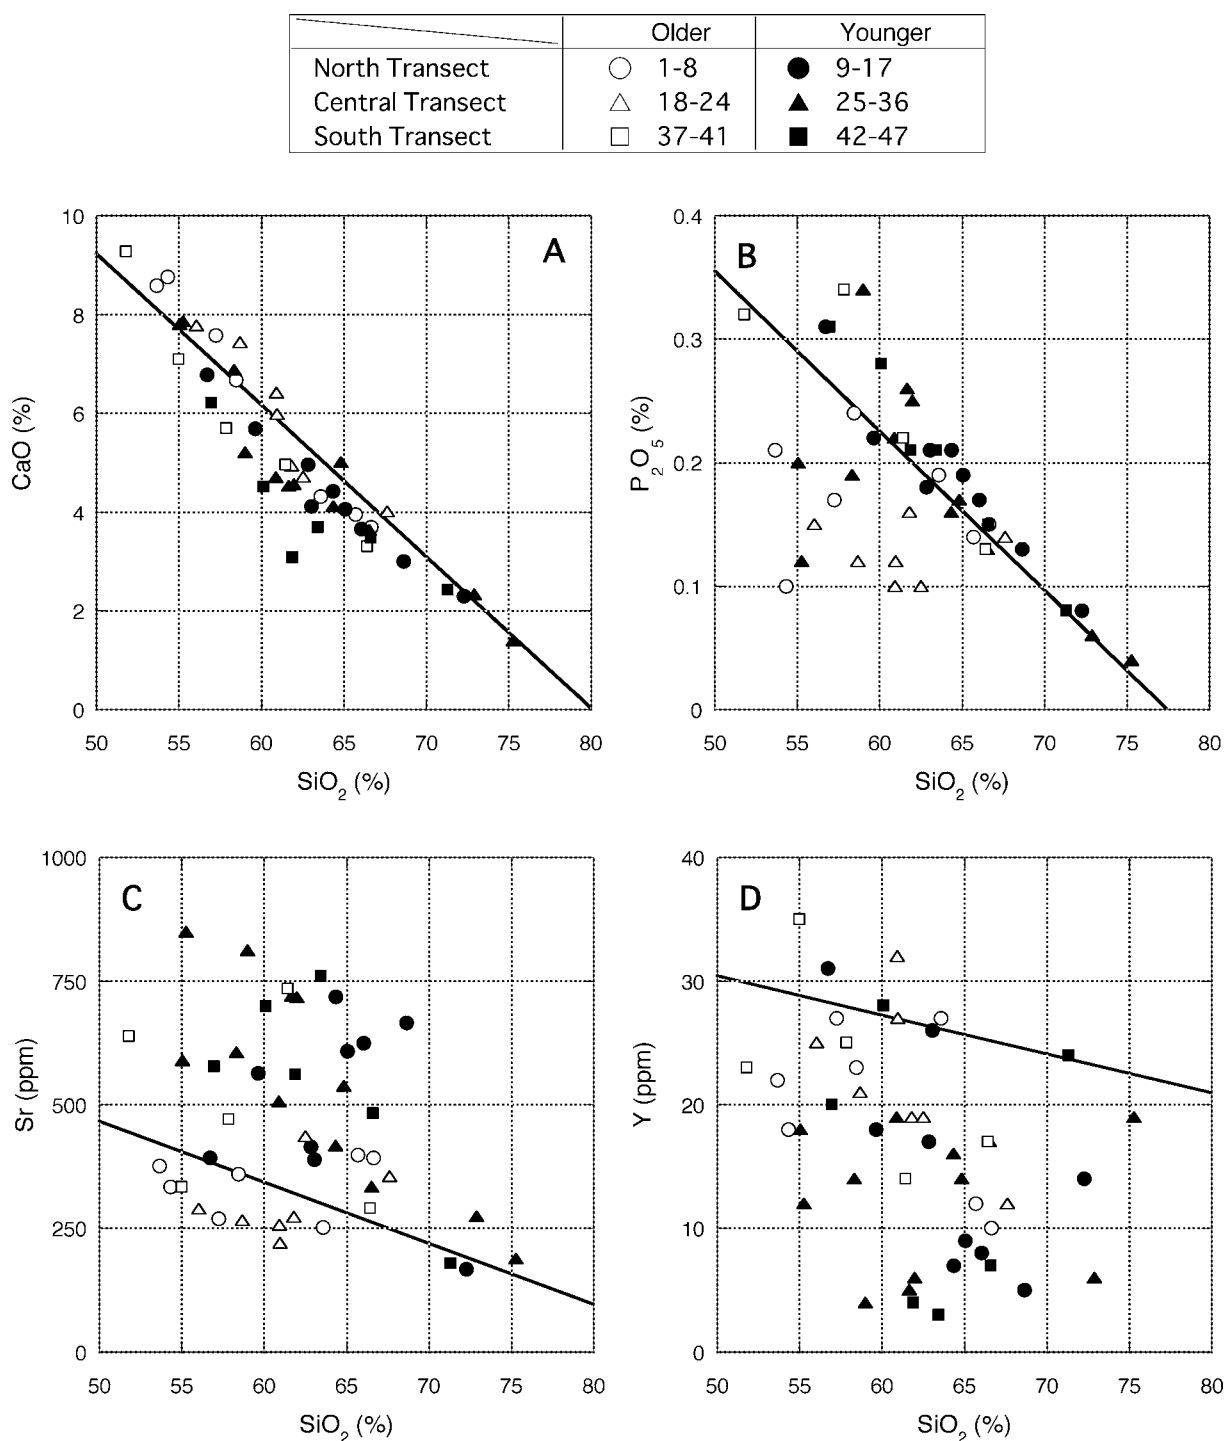 Older Younger
North Transect 1-8 9-17
Central Transect 18-24 25-36
South Transect 37-41 42-47
10
8
6
4
2
0
CaO (%)
A
50 55 60 65 70 75 80
SiO2 (%)
0.4
0.3
0.2
0.1
0
P2O5 (%)
B
50 55 60 65 70 75 80
SiO2 (%)
1000
750
500
250
0
Sr (ppm)
C
50 55 60 65 70 75 80
SiO2 (%)
40
30
20
10
0
Y (ppm)
D
50 55 60 65 70 75 80
SiO2 (%)